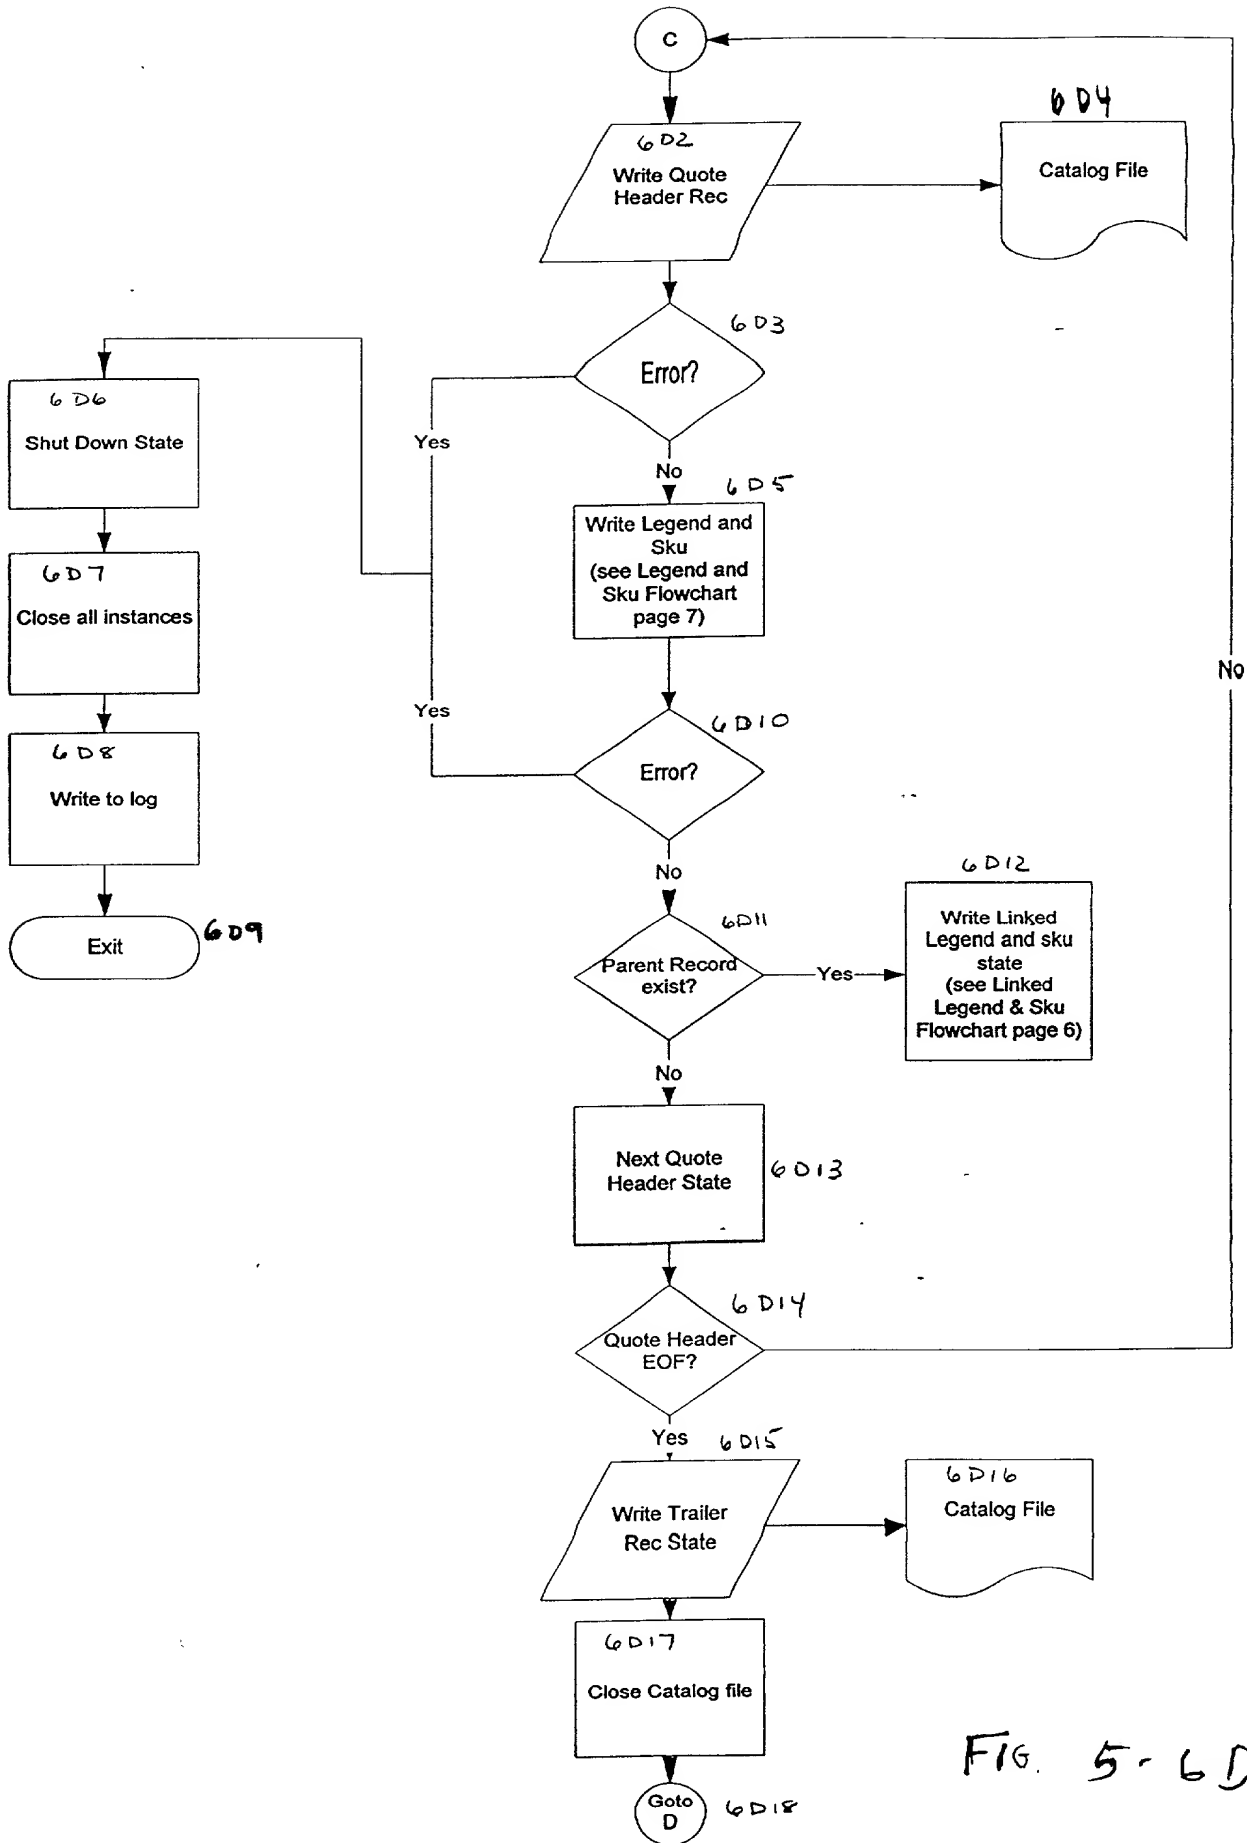 C
6D2
Write Quote
Header Rec
6D4
Catalog File
6D3
Error?
Yes
No
6D6
Shut Down State
6D5
Write Legend and
Sku
(see Legend and
Sku Flowchart
page 7)
6D7
Close all instances
No
Yes
6D10
Error?
6D8
Write to log
No
6D12
Write Linked
Legend and sku
state
(see Linked
Legend & Sku
Flowchart page 6)
6D11
Parent Record
exist?
Yes
Exit
6D9
No
Next Quote
Header State
6D13
6D14
Quote Header
EOF?
Yes
6D15
Write Trailer
Rec State
6D16
Catalog File
6D17
Close Catalog file
FIG. 5-6D
Goto
D
6D18